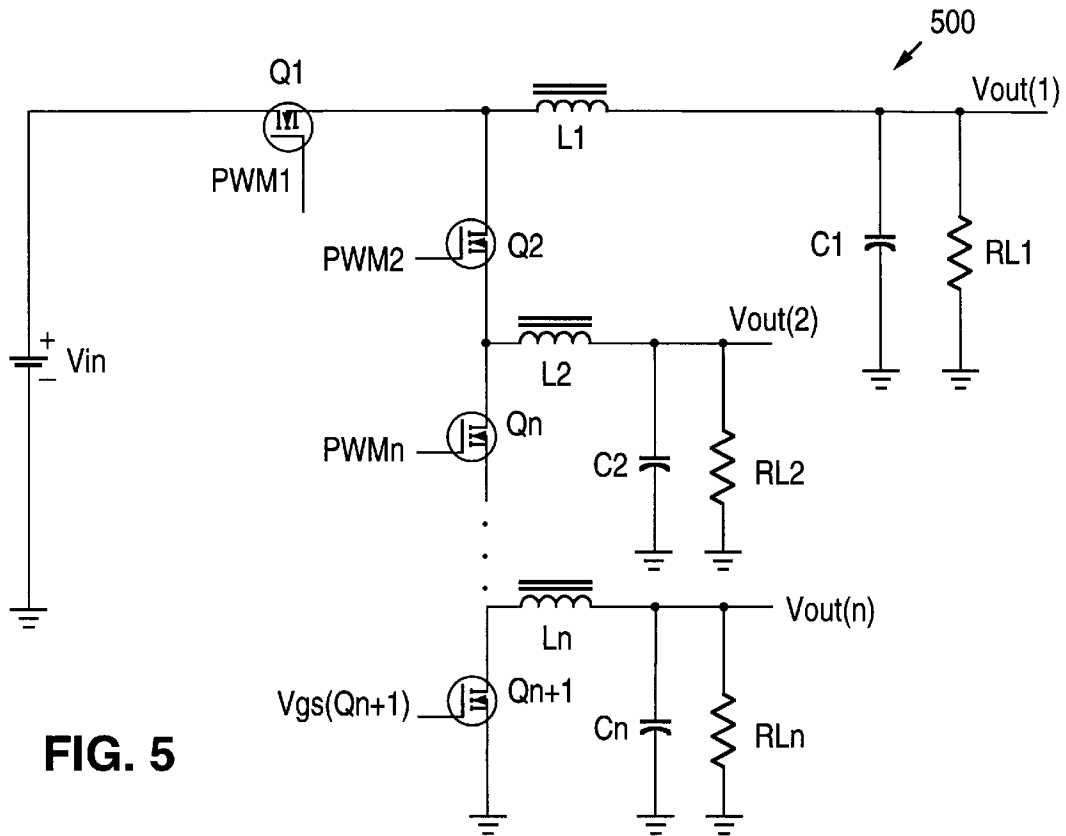 500
Q1
Vout(1)
L1
PWM1
C1
RL1
PWM2
Q2
Vout(2)
+
Vin
−
L2
Qn
PWMn
C2
RL2
Vout(n)
Ln
Vgs(Qn+1)
Qn+1
Cn
RLn
FIG. 5